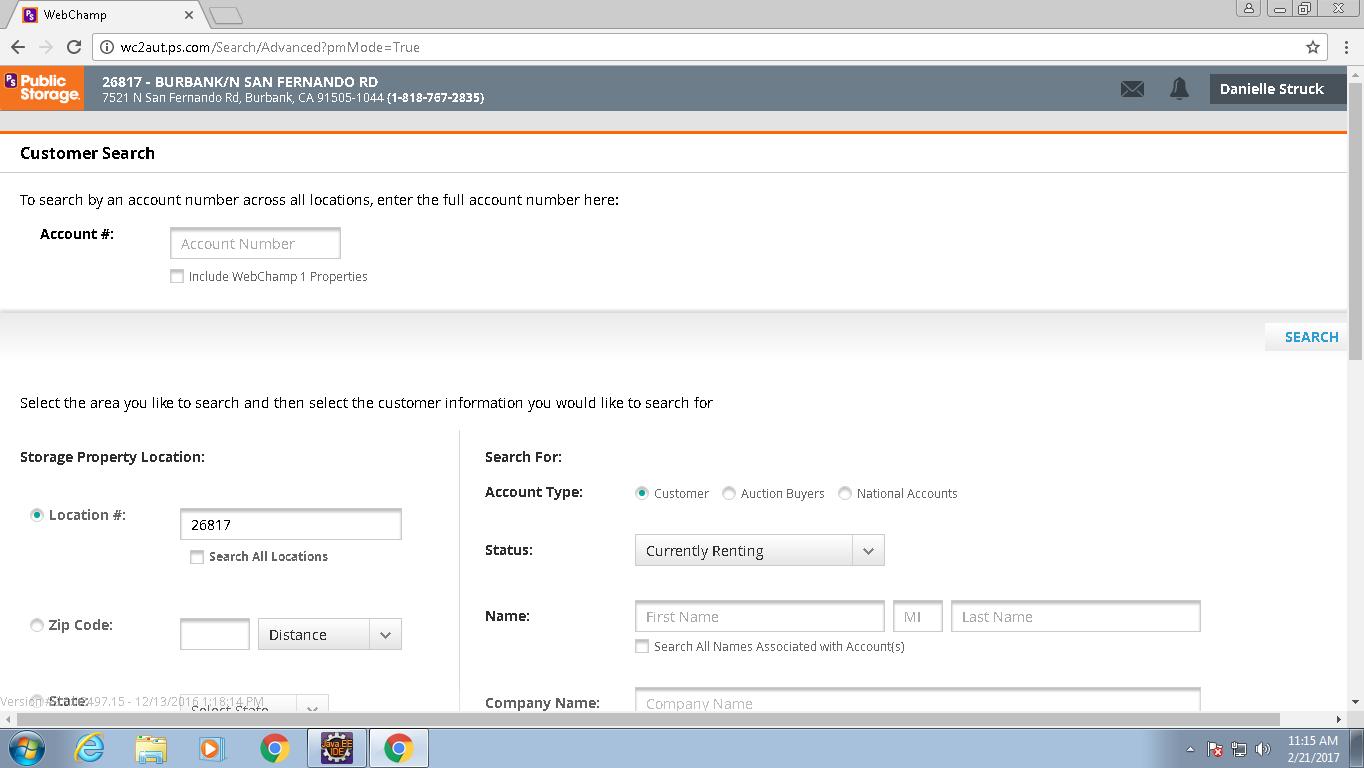 WebChamp
wc2aut.ps.com/Search/Advanced?pmMode=True
PS Public Storage.
26817 - BURBANK/N SAN FERNANDO RD
7521 N San Fernando Rd, Burbank, CA 91505-1044 (1-818-767-2835)
Danielle Struck
Customer Search
To search by an account number across all locations, enter the full account number here:
Account #:
Account Number
Include WebChamp 1 Properties
SEARCH
Select the area you like to search and then select the customer information you would like to search for
Storage Property Location:
Location #:
26817
Search All Locations
Zip Code:
Distance
State:
Select State
Search For:
Account Type:
Customer
Auction Buyers
National Accounts
Status:
Currently Renting
Name:
First Name
MI
Last Name
Search All Names Associated with Account(s)
Company Name:
Company Name
497.15 - 12/13/2016 1:18:14 PM
Java EE
IDE
11:15 AM
2/21/2017